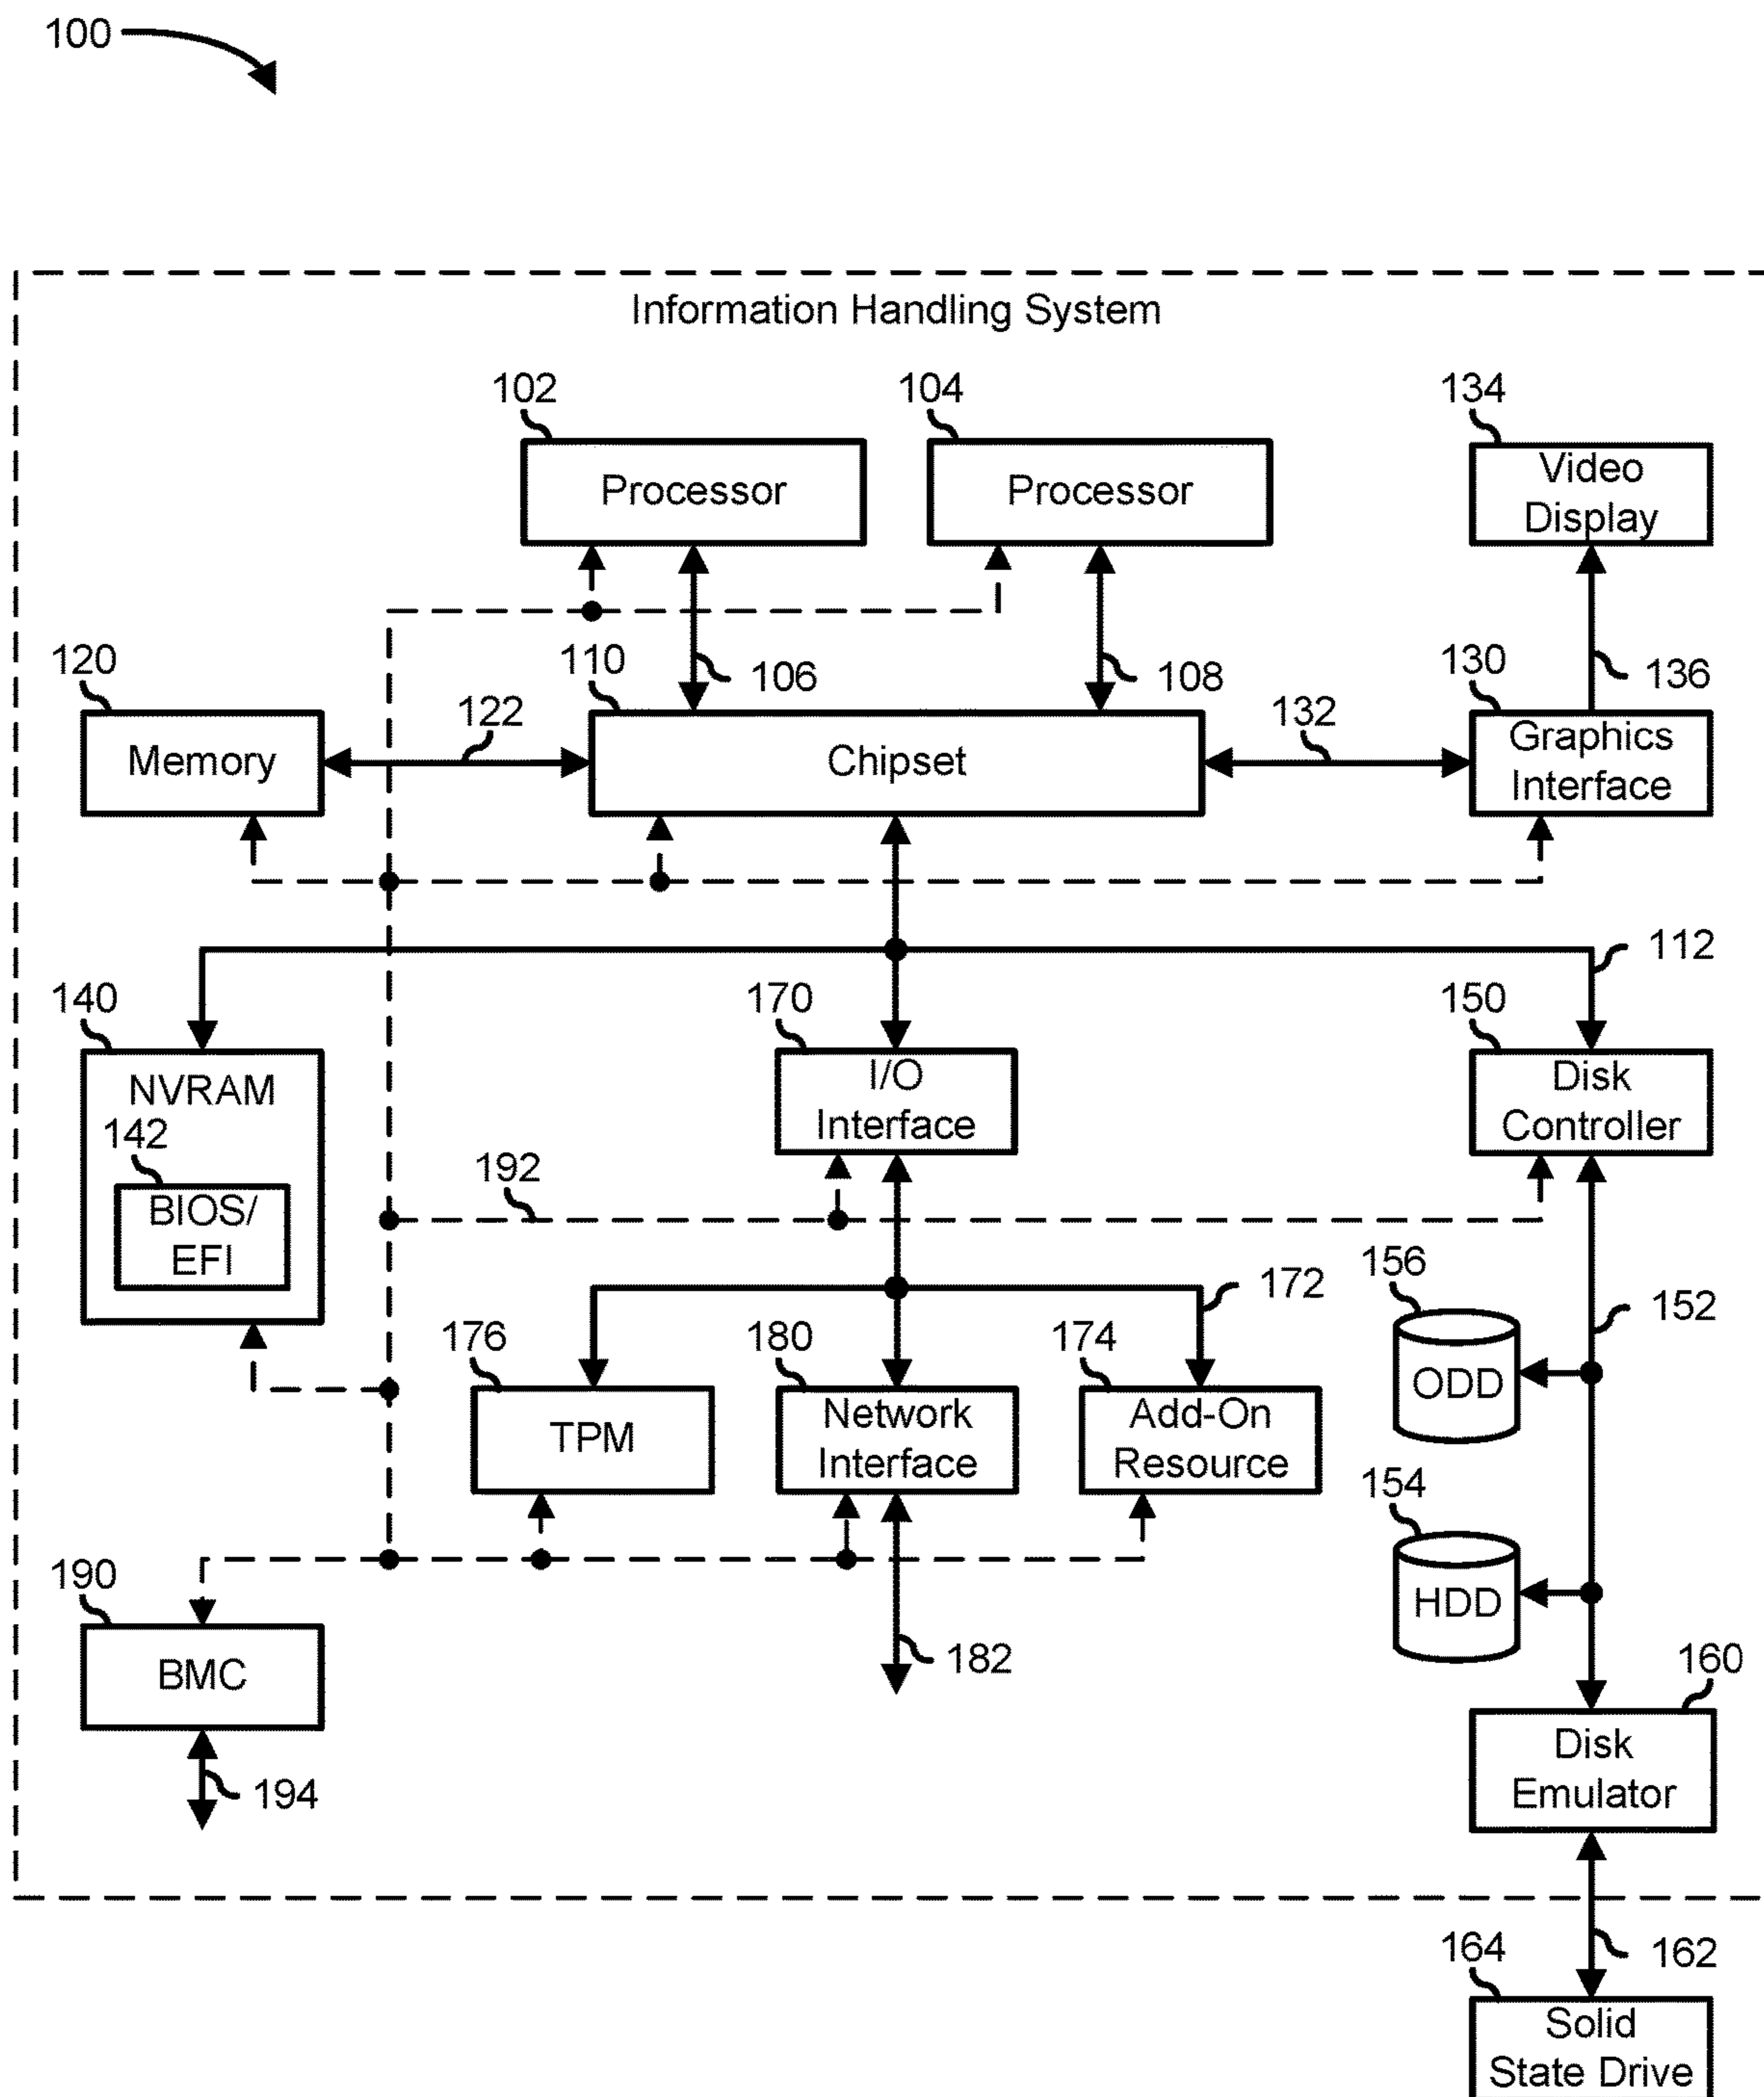 100
Information Handling System
102
104
134
Processor
Processor
Video
Display
120
110
106
108
130
136
122
132
Memory
Chipset
Graphics
Interface
112
140
170
150
NVRAM
I/O
Interface
Disk
Controller
142
BIOS/
EFI
192
156
172
152
176
180
174
ODD
TPM
Network
Interface
Add-On
Resource
154
HDD
190
182
160
BMC
Disk
Emulator
194
164
162
Solid
State Drive